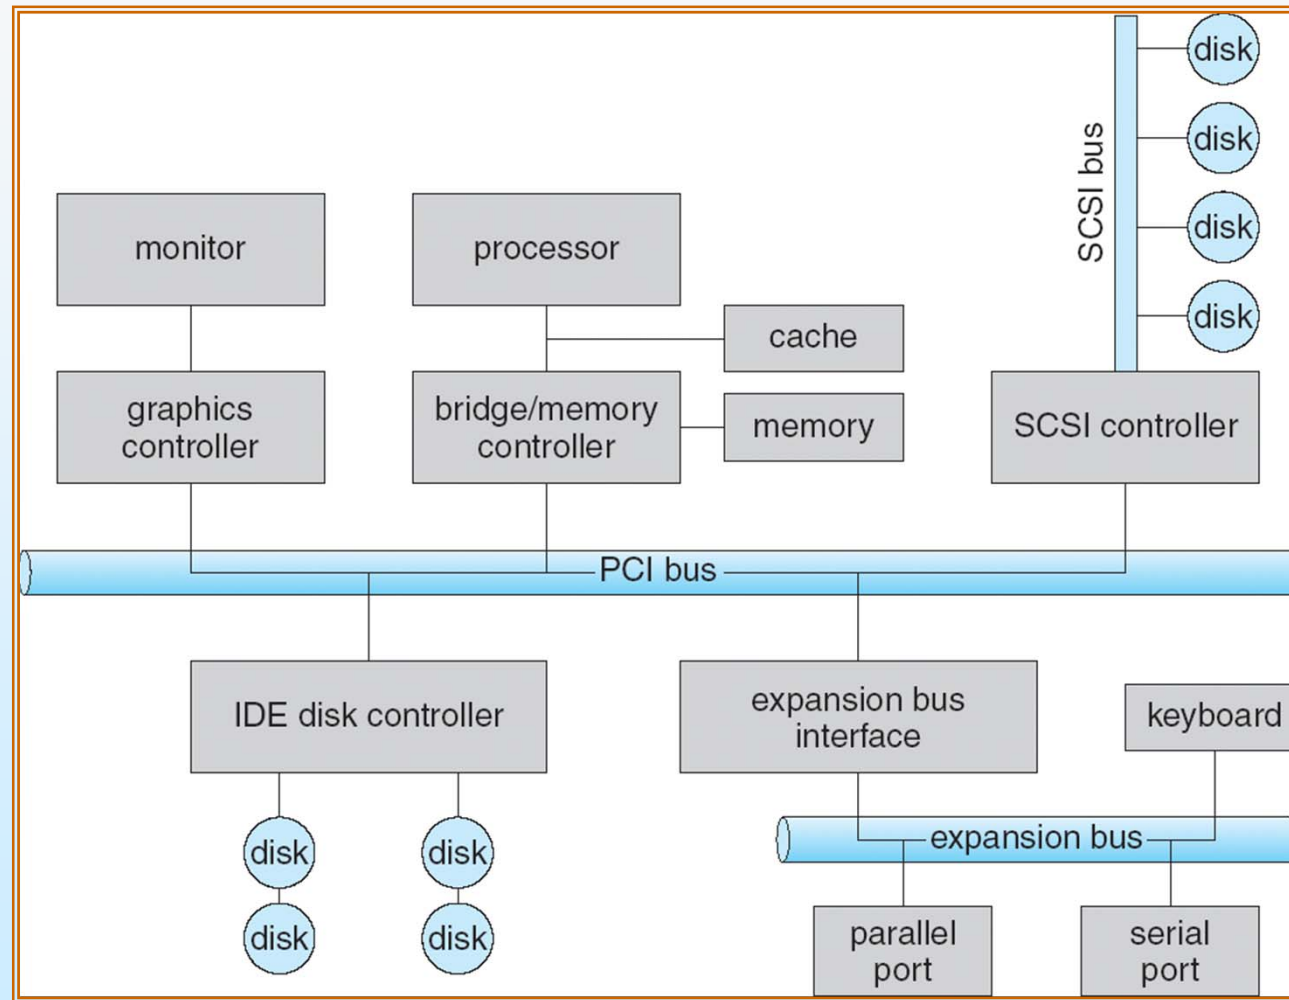 disk
disk
disk
disk
SCSI bus
monitor
processor
cache
graphics
controller
bridge/memory
controller
memory
SCSI controller
PCI bus
IDE disk controller
expansion bus
interface
keyboard
expansion bus
disk
disk
disk
disk
parallel
port
serial
port